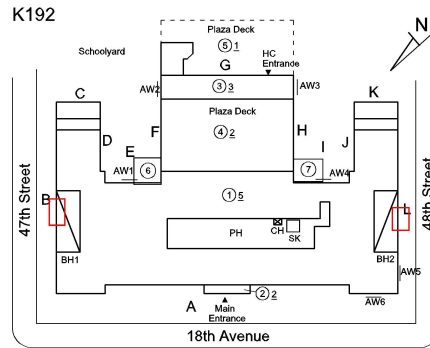 K192
N
Plaza Deck
⑤ 1
Schoolyard
G
HC
Entrance
AW2
③ 3
AW3
C
K
Plaza Deck
F
④ 2
H
D
J
E
I
AW1
⑥
⑦
AW4
47th Street
48th Street
① 5
B
L
CH
SK
PH
BH1
BH2
AW5
② 2
A
Main
Entrance
AW6
18th Avenue